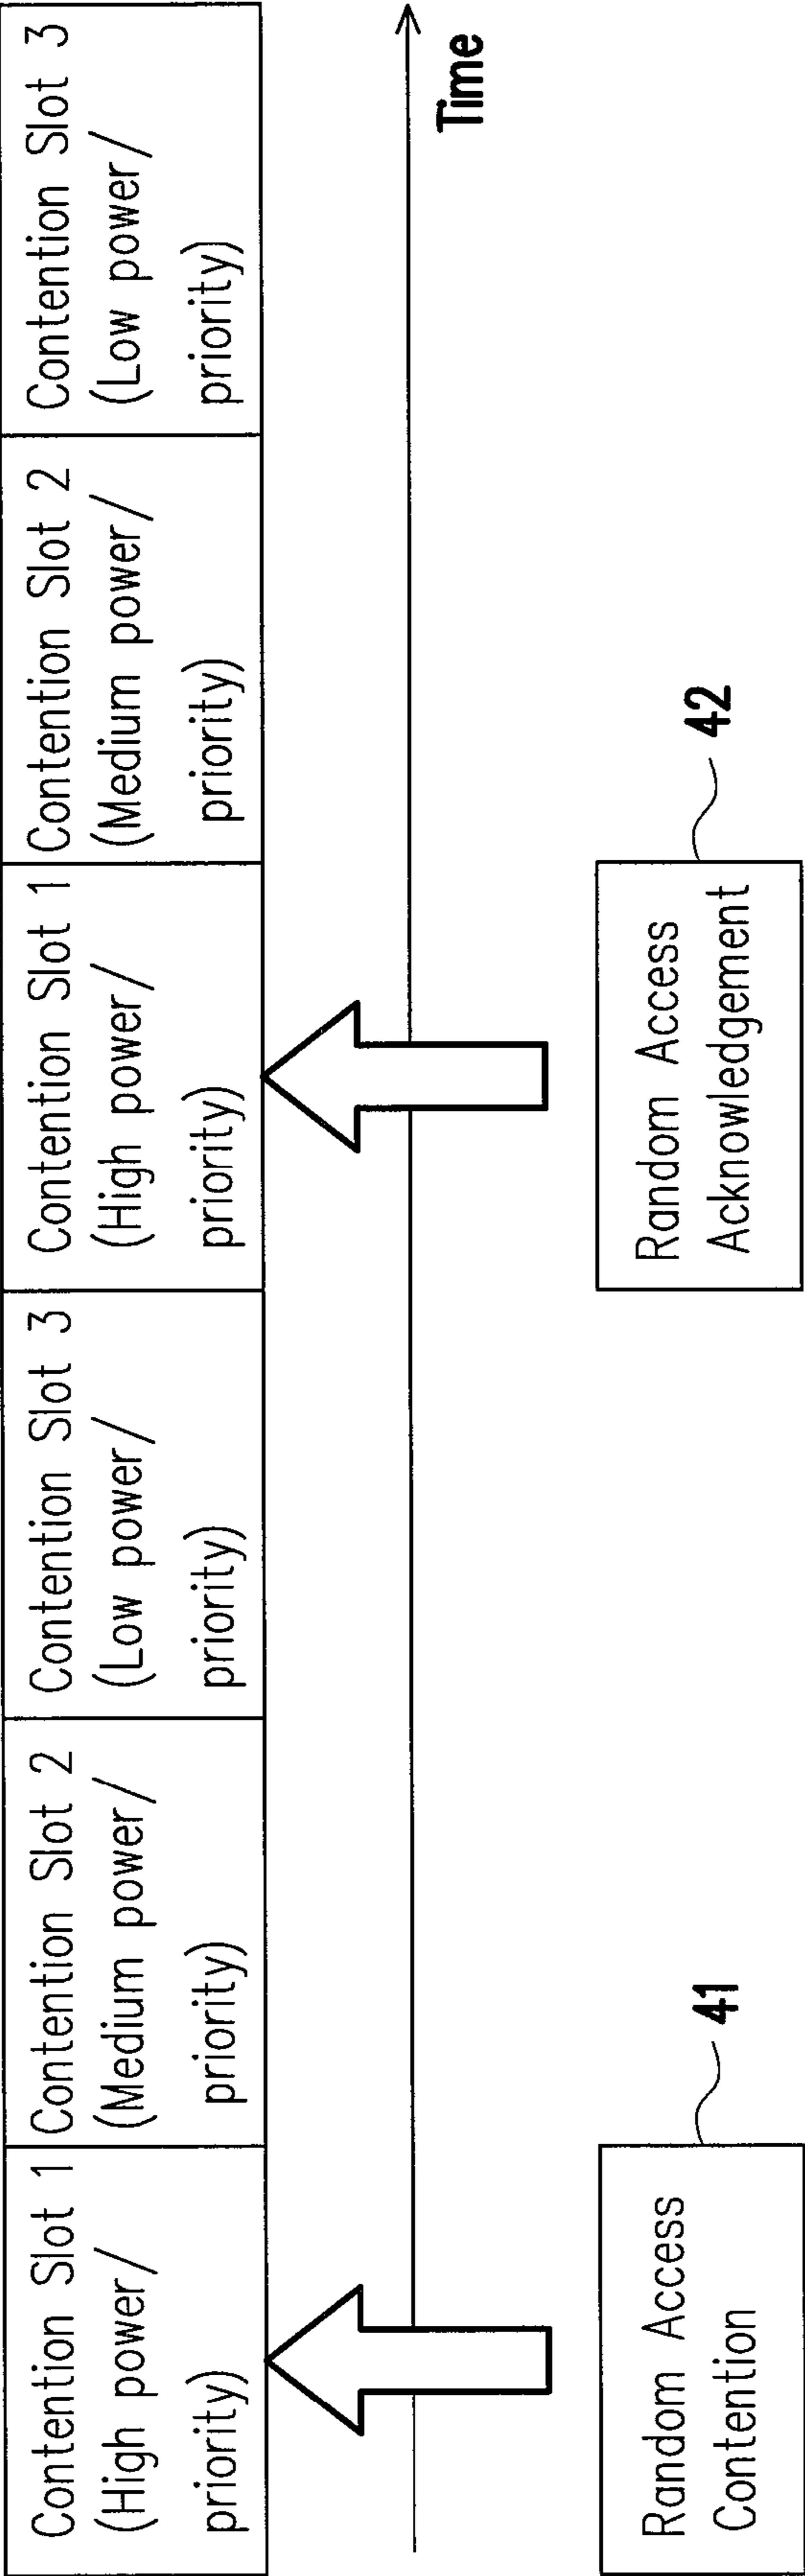 Contention Slot 1
(High power/
priority)
Contention Slot 2
(Medium power/
priority)
Contention Slot 3
(Low power/
priority)
Contention Slot 1
(High power/
priority)
Contention Slot 2
(Medium power/
priority)
Contention Slot 3
(Low power/
priority)
Time
41
Random Access
Contention
42
Random Access
Acknowledgement